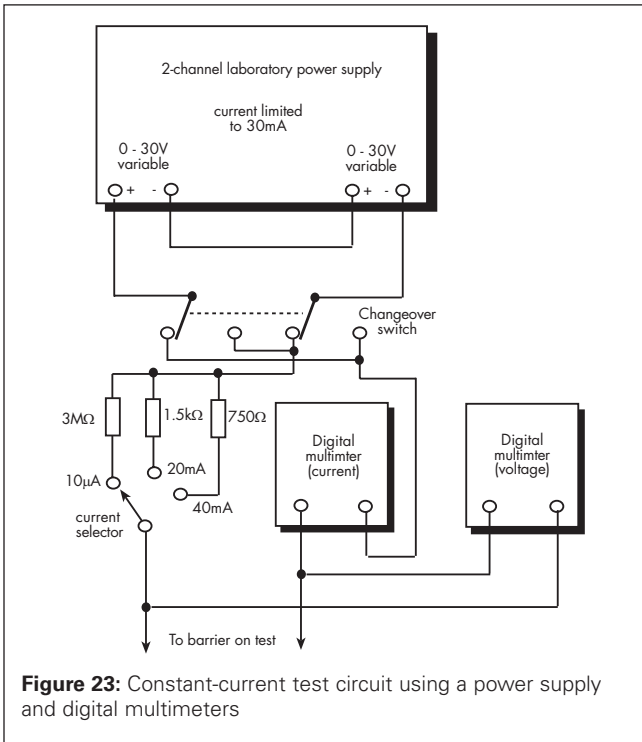 2-channel laboratory power supply
current limited
to 30mA
0 - 30V
variable
0 - 30V
variable
+ -
+ -
Changeover
switch
3MΩ
1.5kΩ
750Ω
10µA
20mA
40mA
current
selector
Digital
multimter
(current)
Digital
multimter
(voltage)
To barrier on test
Figure 23: Constant-current test circuit using a power supply
and digital multimeters